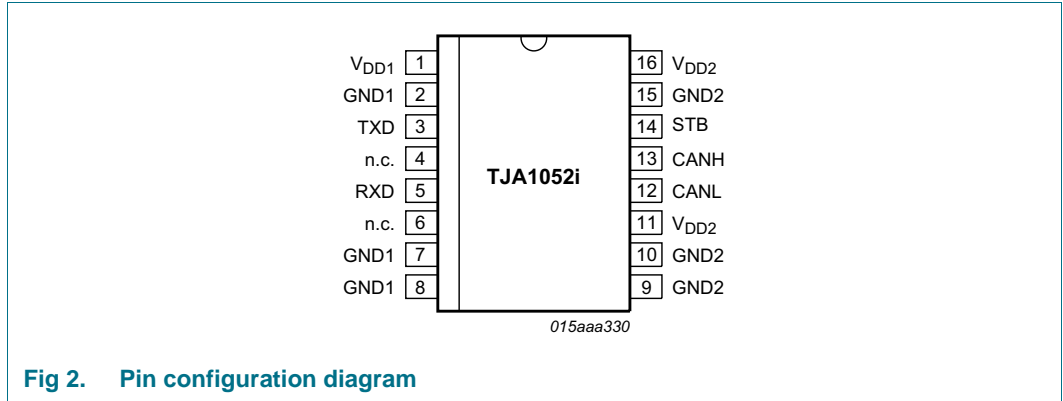 VDD1 1 16 VDD2
GND1 2 15 GND2
TXD 3 14 STB
n.c. 4 13 CANH
TJA1052i
RXD 5 12 CANL
n.c. 6 11 VDD2
GND1 7 10 GND2
GND1 8 9 GND2
015aaa330
Fig 2. Pin configuration diagram